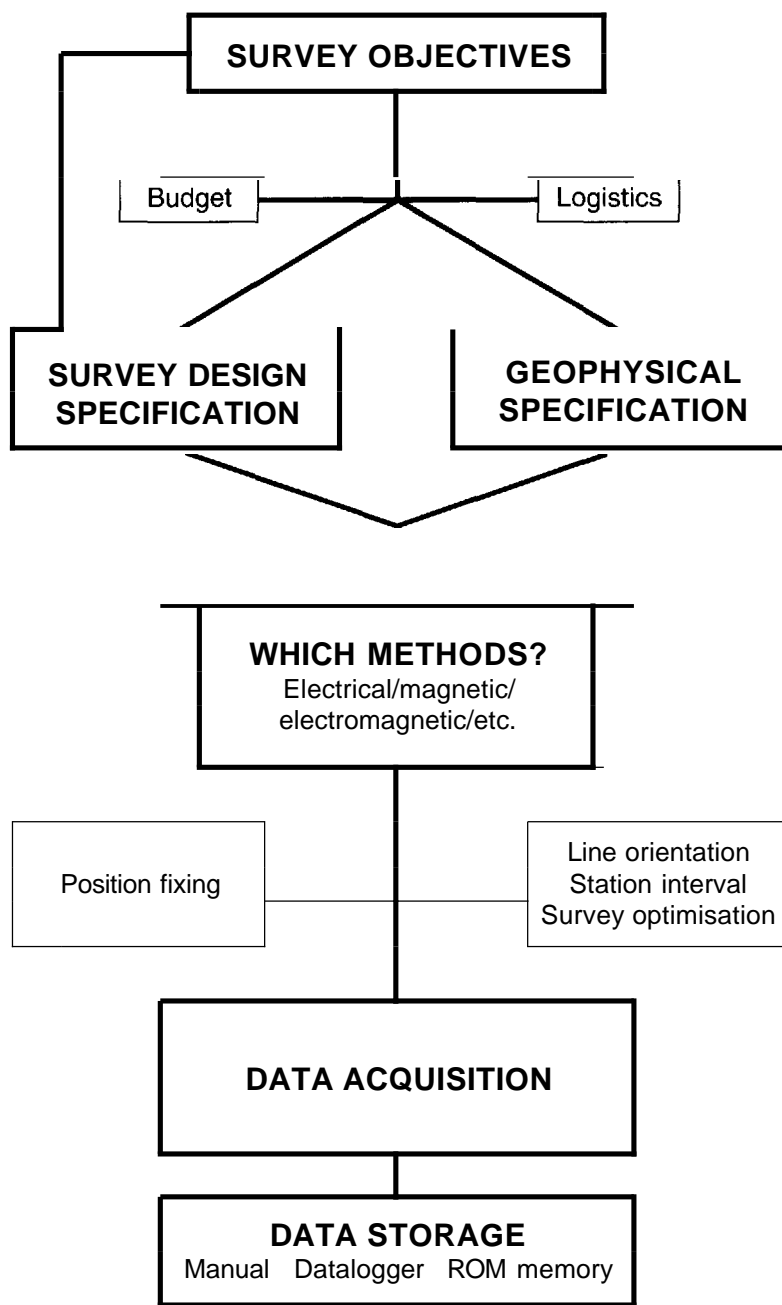 SURVEY OBJECTIVES
Budget
Logistics
SURVEY DESIGN
SPECIFICATION
GEOPHYSICAL
SPECIFICATION
WHICH METHODS?
Electrical/magnetic/
electromagnetic/etc.
Position fixing
Line orientation
Station interval
Survey optimisation
DATA ACQUISITION
DATA STORAGE
Manual Datalogger ROM memory